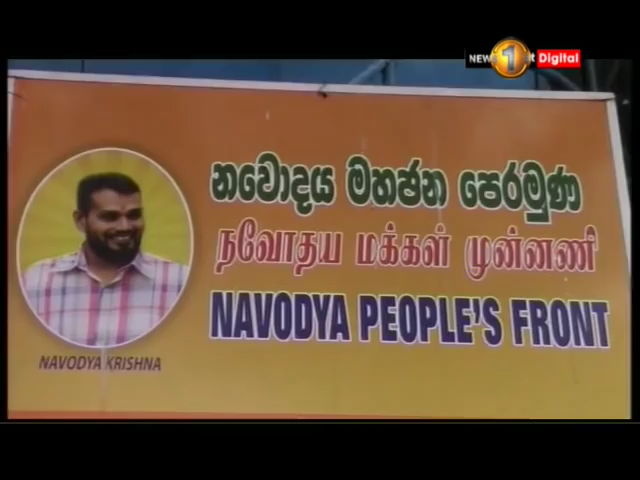 NEWS 1st Digital
නවෝදය මහජන පෙරමුණ
நவோதய மக்கள் முன்னணி
NAVODYA PEOPLE'S FRONT
NAVODYA KRISHNA